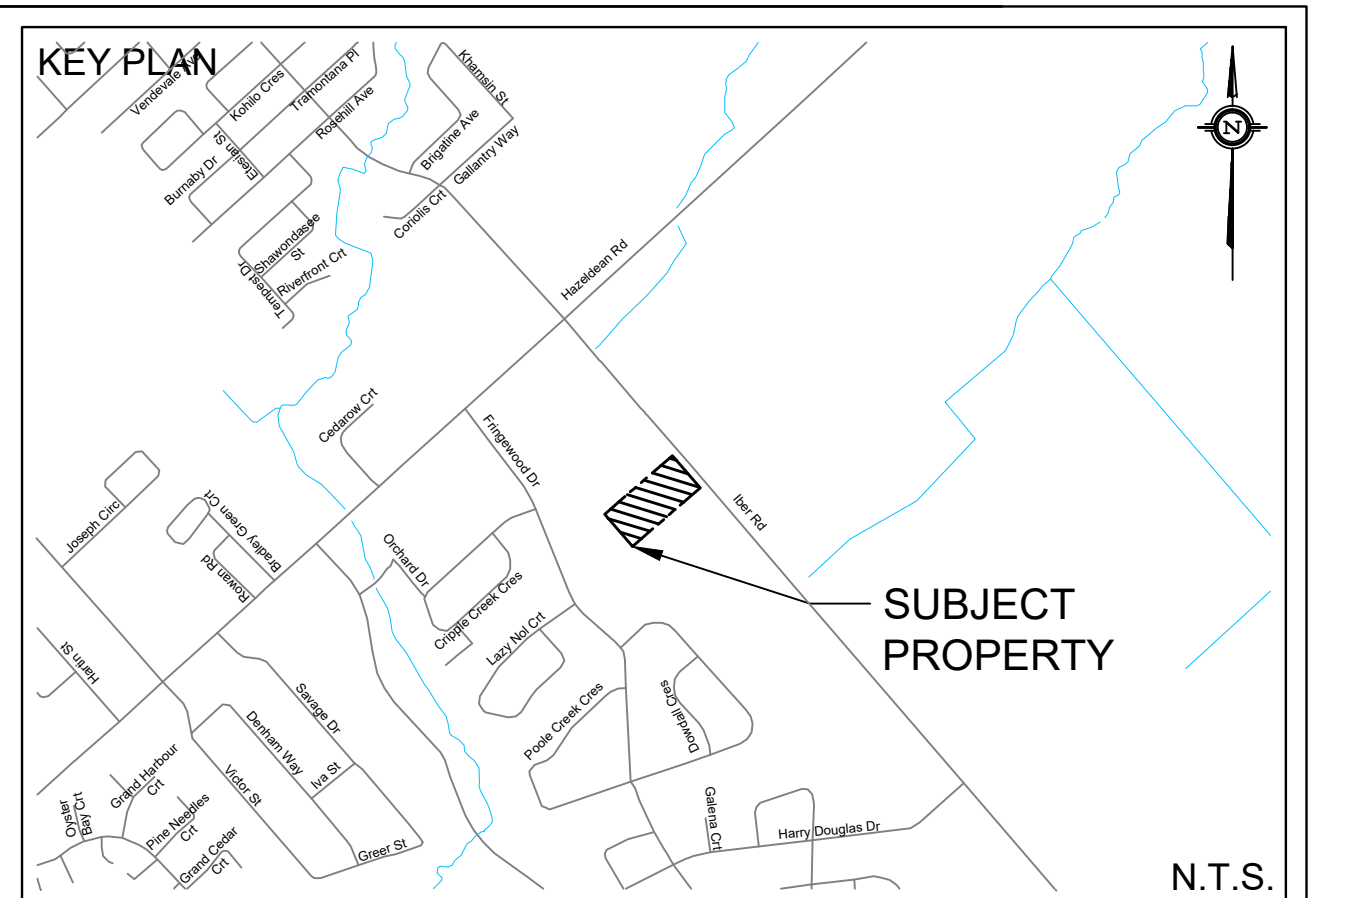 KEY PLAN
Vendevale Ave
Kohilo Cres
Tramontana Pl
Rosehill Ave
Khamsin St
Brigatine Ave
Gallantry Way
Etesian St
Burnaby Dr
Coriolis Crt
Shawondasee
St
Riverfront Crt
Tempest Dr
N
Hazeldean Rd
Cedarow Crt
Fringewood Dr
Iber Rd
Joseph Circ
Bradley Green Crt
Rowan Rd
Orchard Dr
Cripple Creek Cres
Lazy Nol Crt
SUBJECT
PROPERTY
Hartin St
Savage Dr
Denham Way
Iva St
Victor St
Poole Creek Cres
Dowdall Cres
Grand Harbour
Crt
Oyster
Bay Crt
Pine Needles
Crt
Grand Cedar
Crt
Greer St
Galena Crt
Harry Douglas Dr
N.T.S.